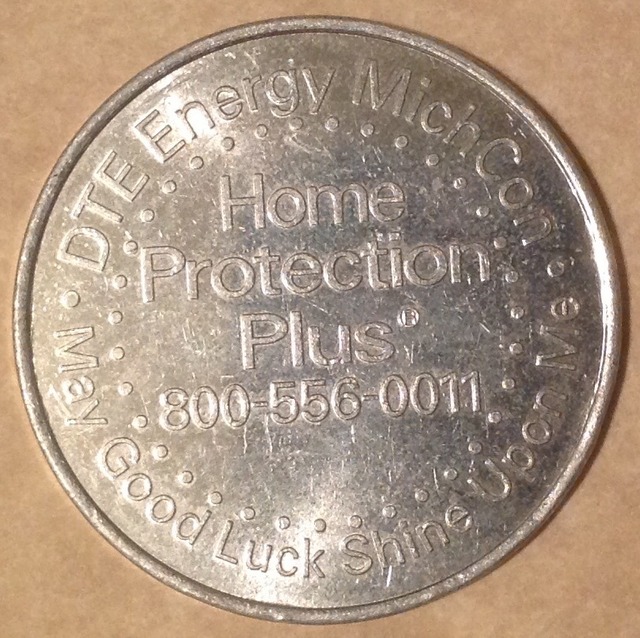 DTE Energy MichCon
Home
Protection
Plus®
800-556-0011
May Good Luck Shine Upon Me